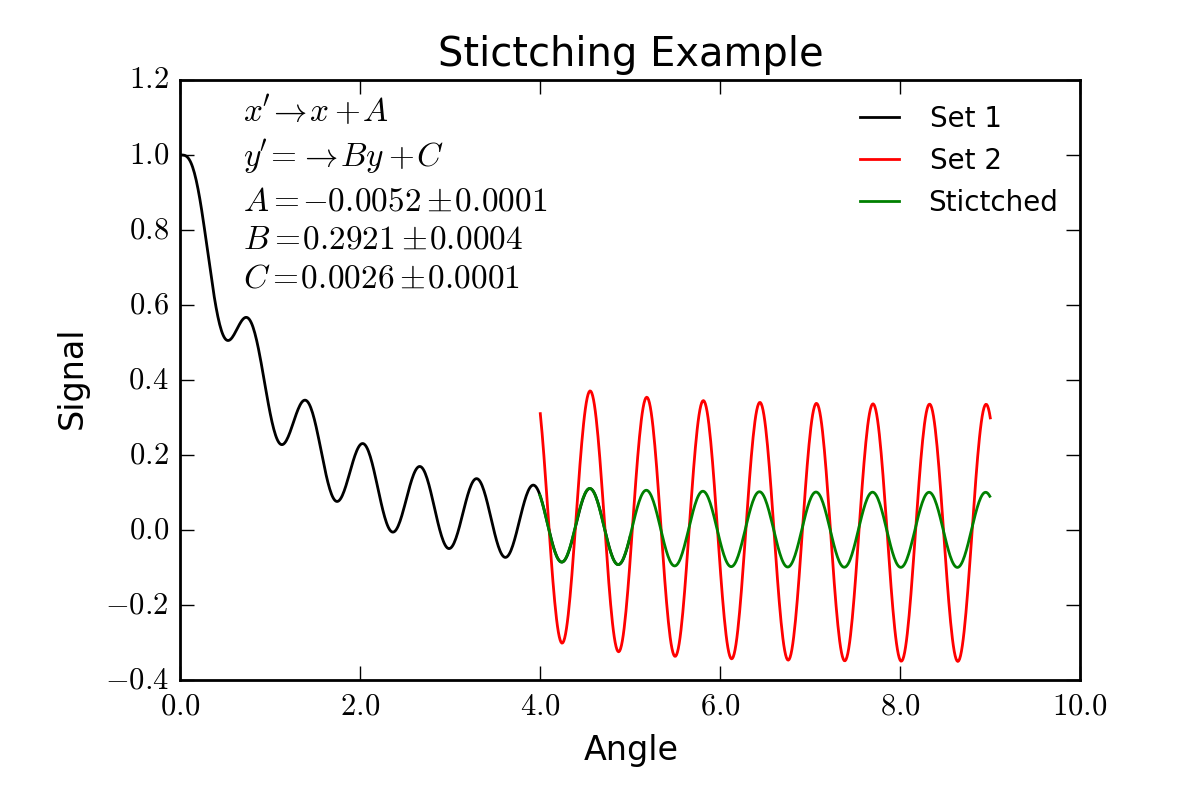 Stictching Example
x′→x+A
y′=→By+C
A=−0.0052±0.0001
B=0.2921±0.0004
C=0.0026±0.0001
Set 1
Set 2
Stictched
Signal
1.2
1.0
0.8
0.6
0.4
0.2
0.0
−0.2
−0.4
0.0 2.0 4.0 6.0 8.0 10.0
Angle